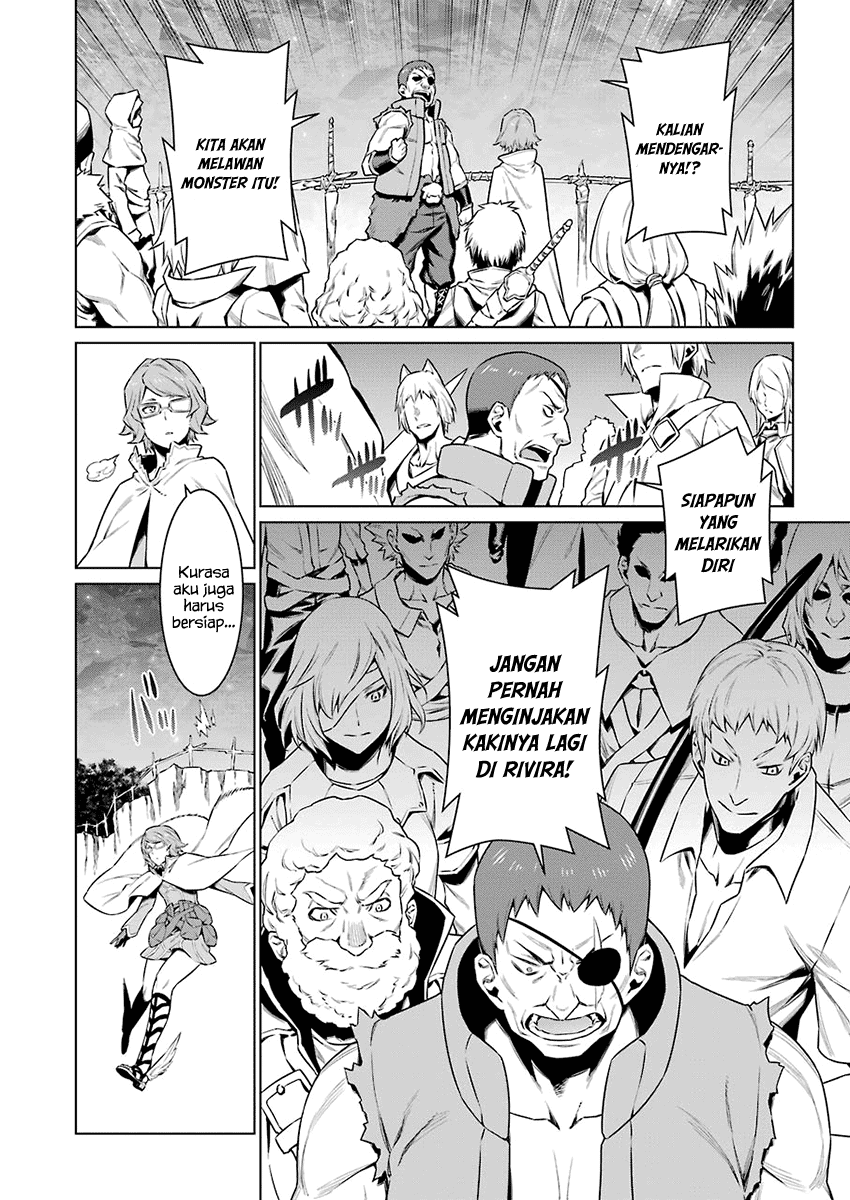 KALIAN
MENDENGAR-
NYA!?
KITA AKAN
MELAWAN
MONSTER ITU!
SIAPAPUN
YANG
MELARIKAN
DIRI
JANGAN
PERNAH
MENGINJAKAN
KAKINYA LAGI
DI RIVIRA!
Kurasa
aku juga
harus
bersiap...